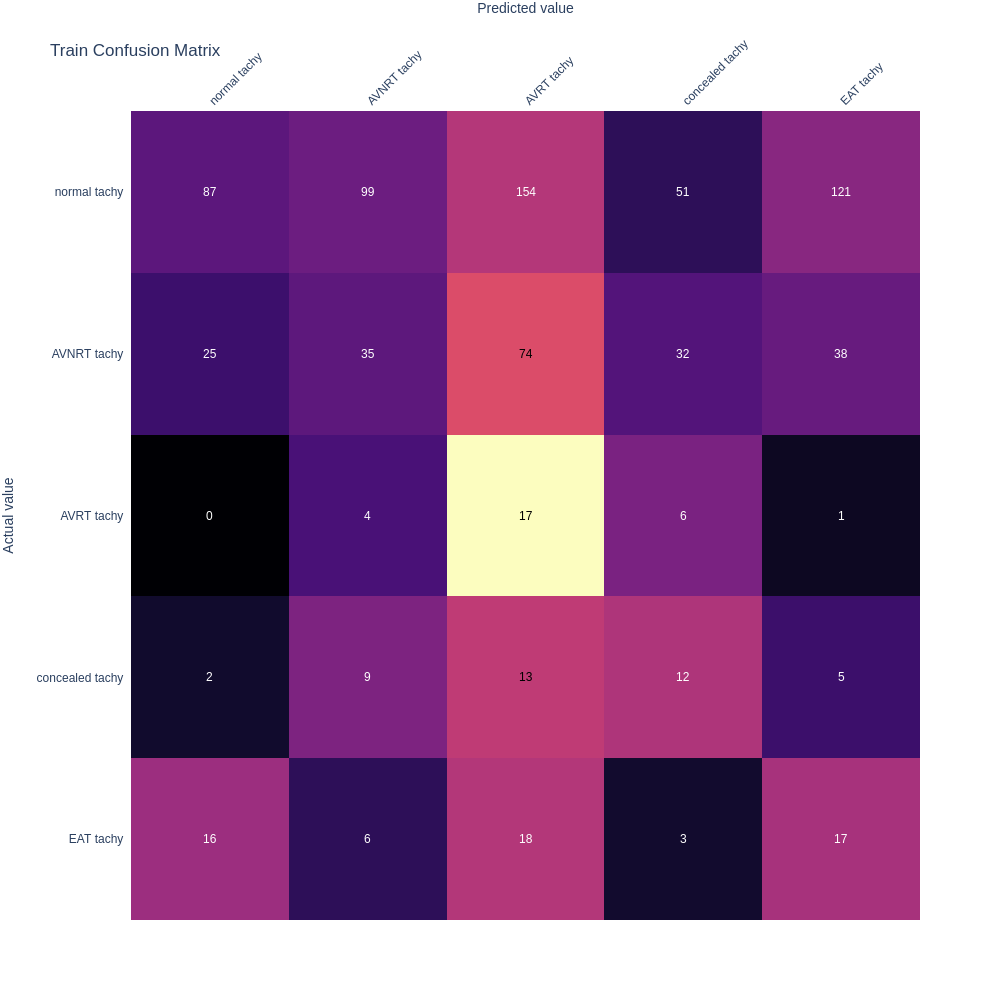 Predicted value
Train Confusion Matrix
normal tachy AVNRT tachy AVRT tachy concealed tachy EAT tachy
normal tachy 87 99 154 51 121
AVNRT tachy 25 35 74 32 38
Actual value
AVRT tachy 0 4 17 6 1
concealed tachy 2 9 13 12 5
EAT tachy 16 6 18 3 17